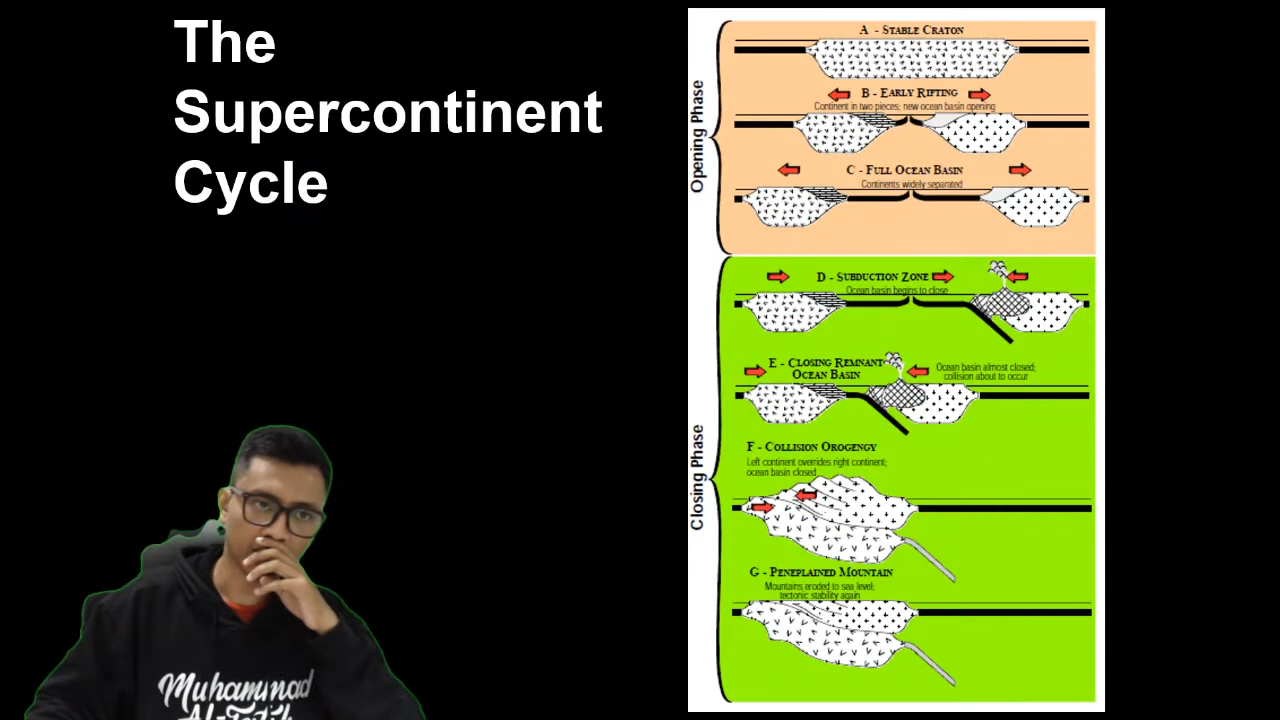 The
Supercontinent
Cycle
Opening Phase
A - STABLE CRATON
B - EARLY RIFTING
Continent in two pieces; new ocean basin opening
C - FULL OCEAN BASIN
Continents widely separated
Closing Phase
D - SUBDUCTION ZONE
Ocean basin begins to close
E - CLOSING REMNANT
OCEAN BASIN
Ocean basin almost closed;
collision about to occur
F - COLLISION OROGENGY
Left continent overrides right continent;
ocean basin closed
G - PENEPLAINED MOUNTAIN
Mountains eroded to sea level;
tectonic stability again
Muhammad